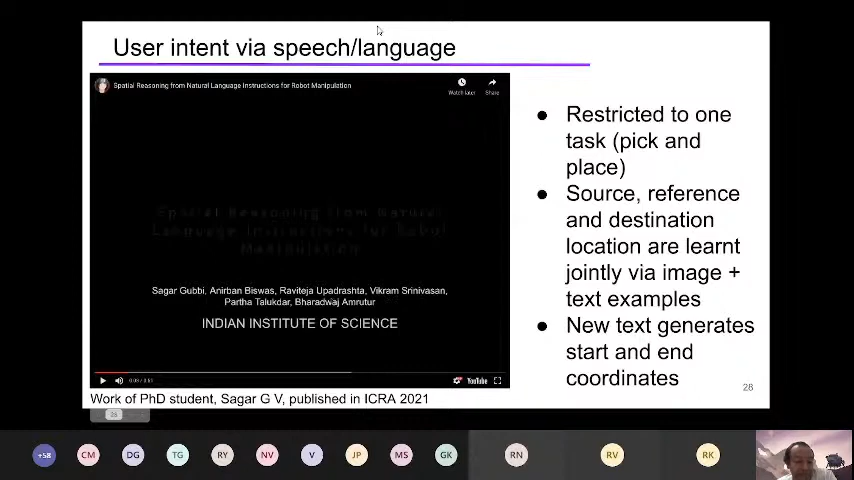 User intent via speech/language
Spatial Reasoning from Natural Language Instructions for Robot Manipulation
Watch later
Share
Spatial Reasoning from Natural
Language Instructions for Robot
Manipulation
Sagar Gubbi, Anirban Biswas, Raviteja Upadrashta, Vikram Srinivasan,
Partha Talukdar, Bharadwaj Amrutur
INDIAN INSTITUTE OF SCIENCE
YouTube
Work of PhD student, Sagar G V, published in ICRA 2021
● Restricted to one
task (pick and
place)
● Source, reference
and destination
location are learnt
jointly via image +
text examples
● New text generates
start and end
coordinates
28
+58
CM
DG
TG
RY
NV
V
JP
MS
GK
RN
RV
RK